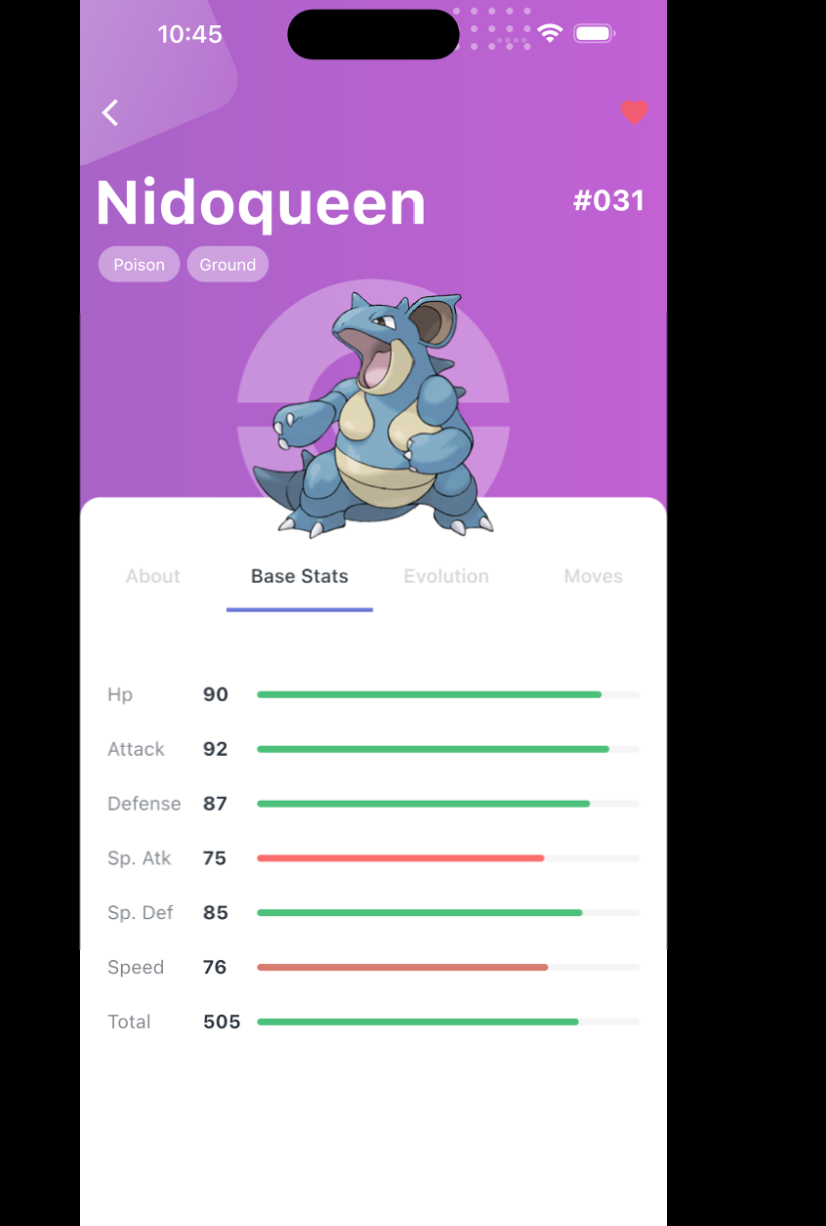 10:45
Nidoqueen
#031
Poison Ground
About Base Stats Evolution Moves
Hp 90
Attack 92
Defense 87
Sp. Atk 75
Sp. Def 85
Speed 76
Total 505